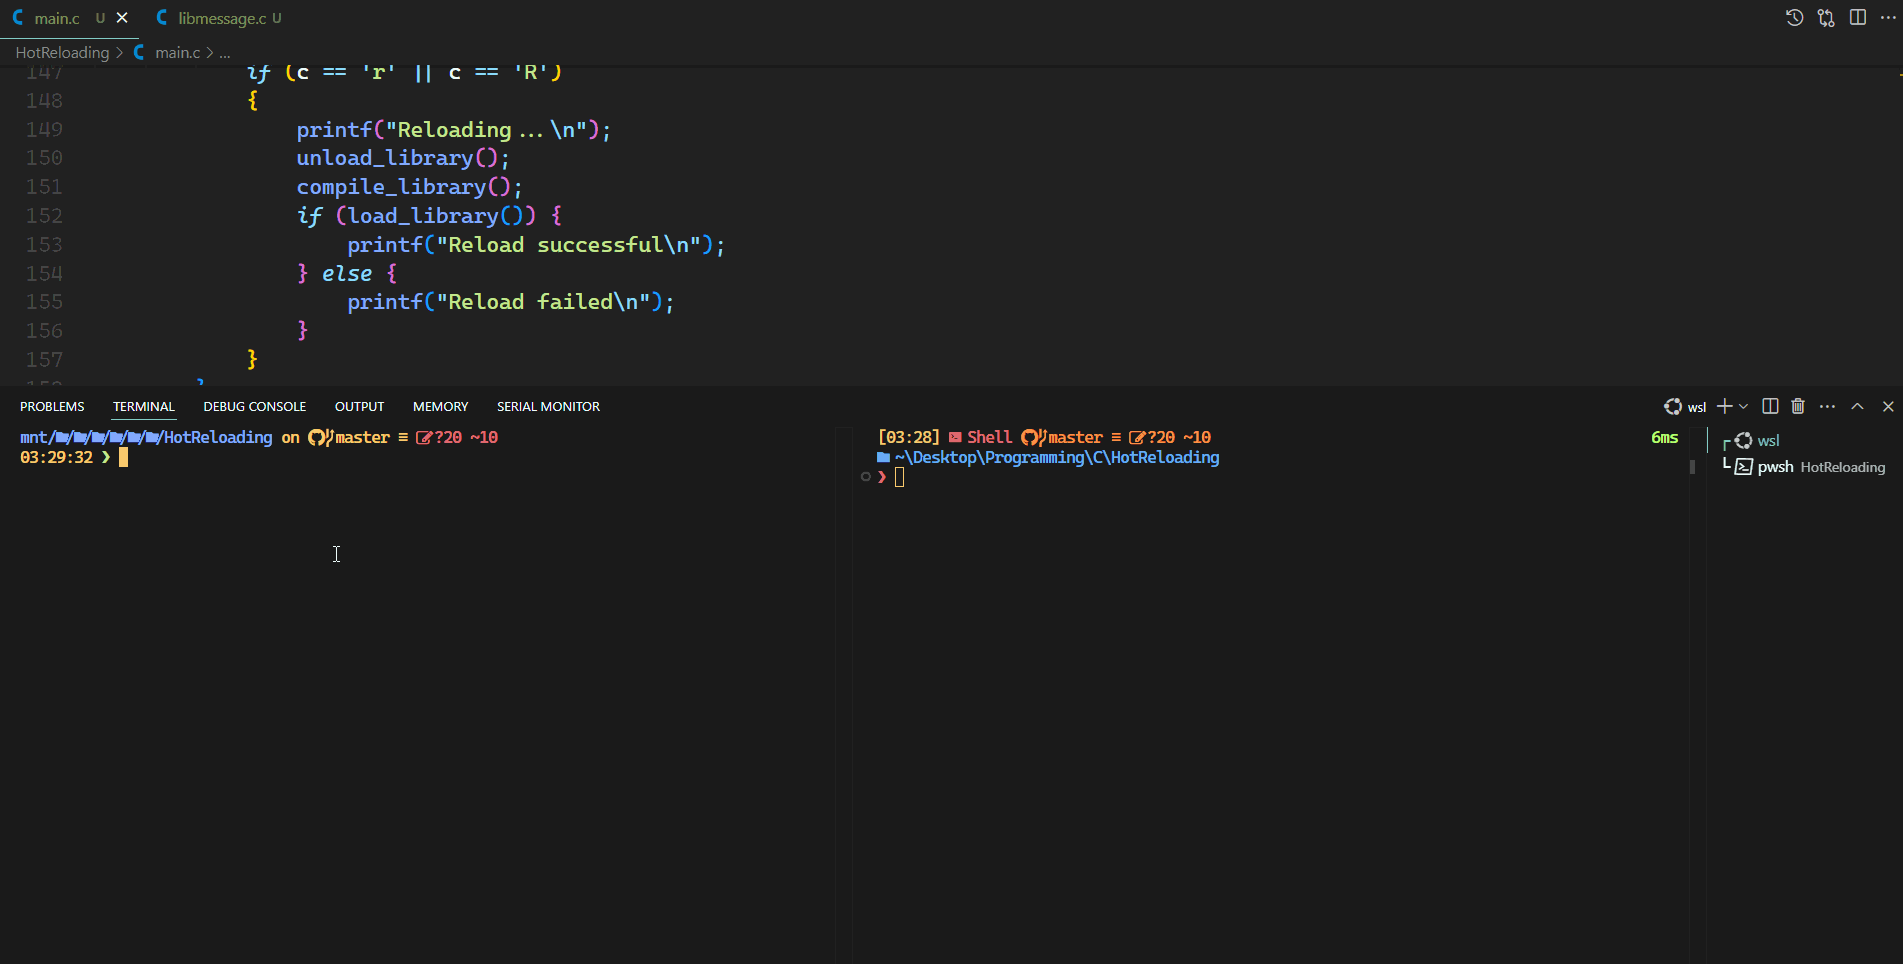 main.c U
libmessage.c U
HotReloading > main.c > ...
147 if (c == 'r' || c == 'R')
148 {
149 printf("Reloading...\n");
150 unload_library();
151 compile_library();
152 if (load_library()) {
153 printf("Reload successful\n");
154 } else {
155 printf("Reload failed\n");
156 }
157 }
158 }
PROBLEMS TERMINAL DEBUG CONSOLE OUTPUT MEMORY SERIAL MONITOR
wsl
mnt///////HotReloading on master ≡ ?20 ~10
03:29:32 ❯
[03:28] Shell master ≡ ?20 ~10 6ms
~\Desktop\Programming\C\HotReloading
❯
wsl
pwsh HotReloading